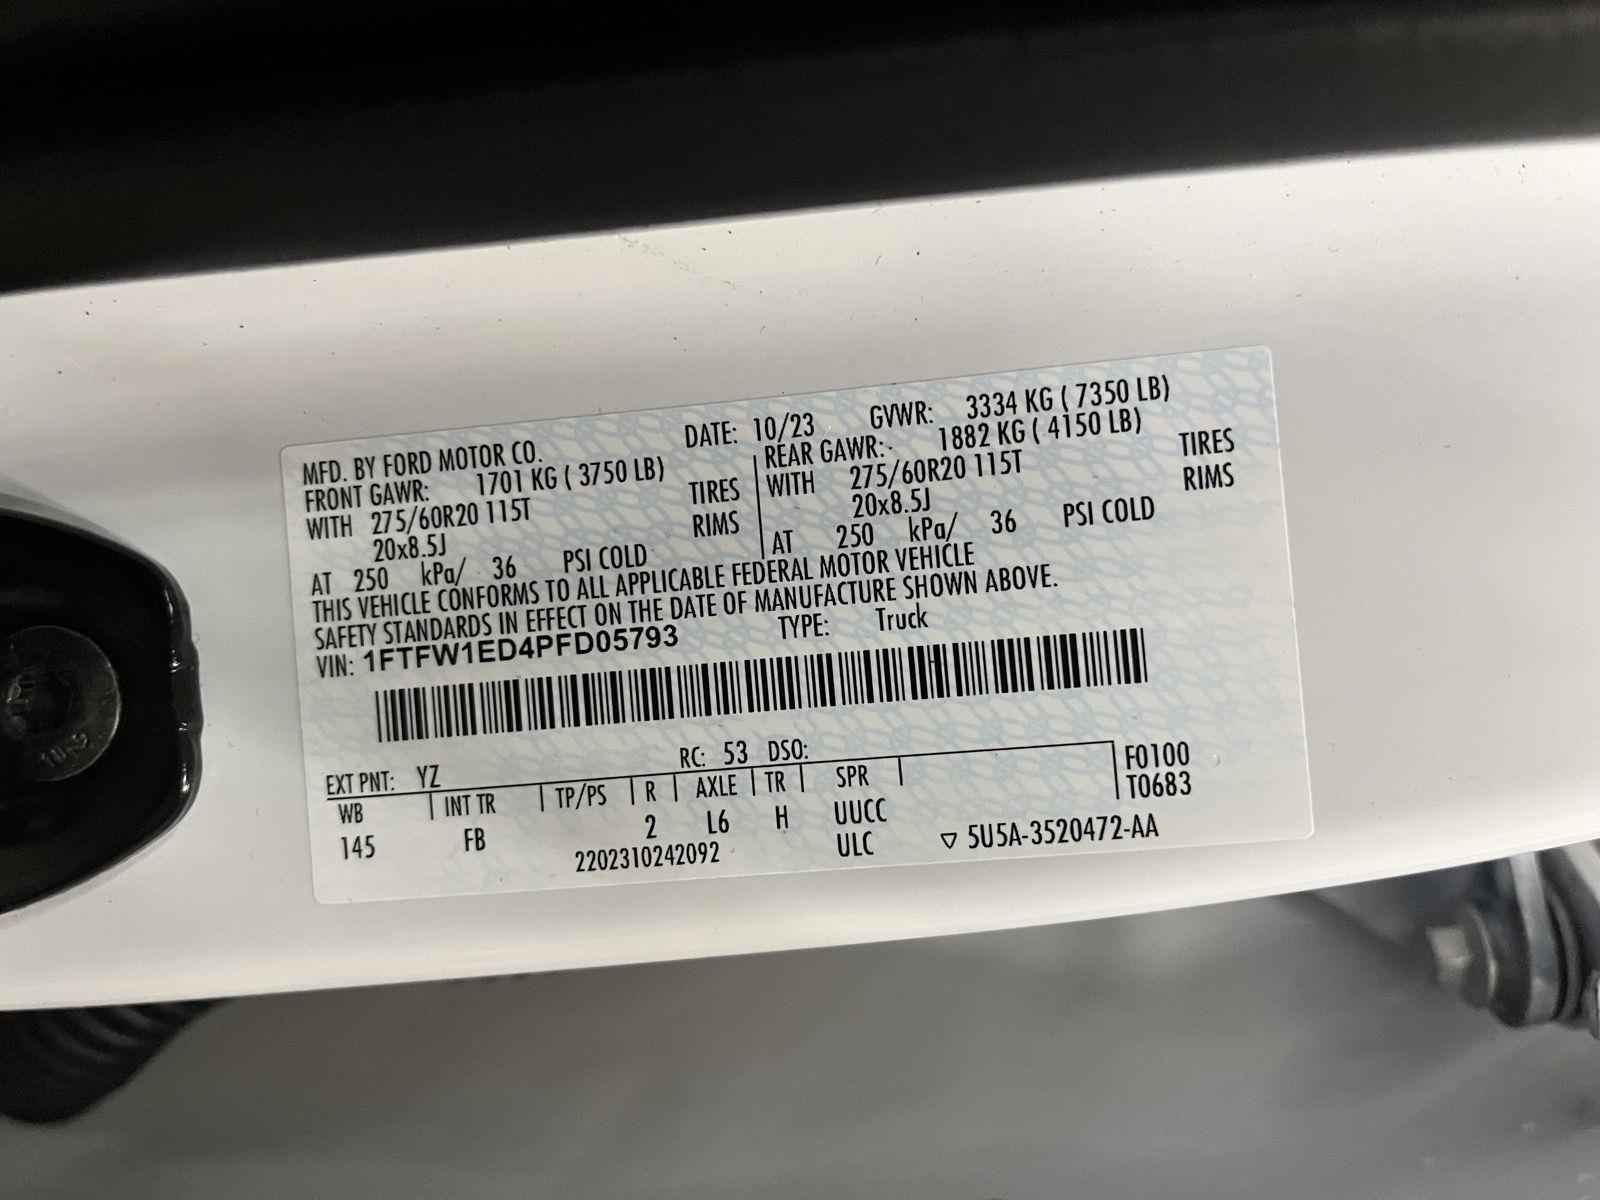 MFD. BY FORD MOTOR CO.
DATE: 10/23 GVWR: 3334 KG ( 7350 LB)
FRONT GAWR: 1701 KG ( 3750 LB)
WITH 275/60R20 115T TIRES
20x8.5J RIMS
AT 250 kPa/ 36 PSI COLD
REAR GAWR: 1882 KG ( 4150 LB)
WITH 275/60R20 115T TIRES
20x8.5J RIMS
AT 250 kPa/ 36 PSI COLD
THIS VEHICLE CONFORMS TO ALL APPLICABLE FEDERAL MOTOR VEHICLE
SAFETY STANDARDS IN EFFECT ON THE DATE OF MANUFACTURE SHOWN ABOVE.
VIN: 1FTFW1ED4PFD05793 TYPE: Truck
EXT PNT: YZ RC: 53 DSO:
WB INT TR TP/PS R AXLE TR SPR
145 FB 2 L6 H UUCC
2202310242092 ULC
F0100
T0683
▽ 5U5A-3520472-AA
10.9